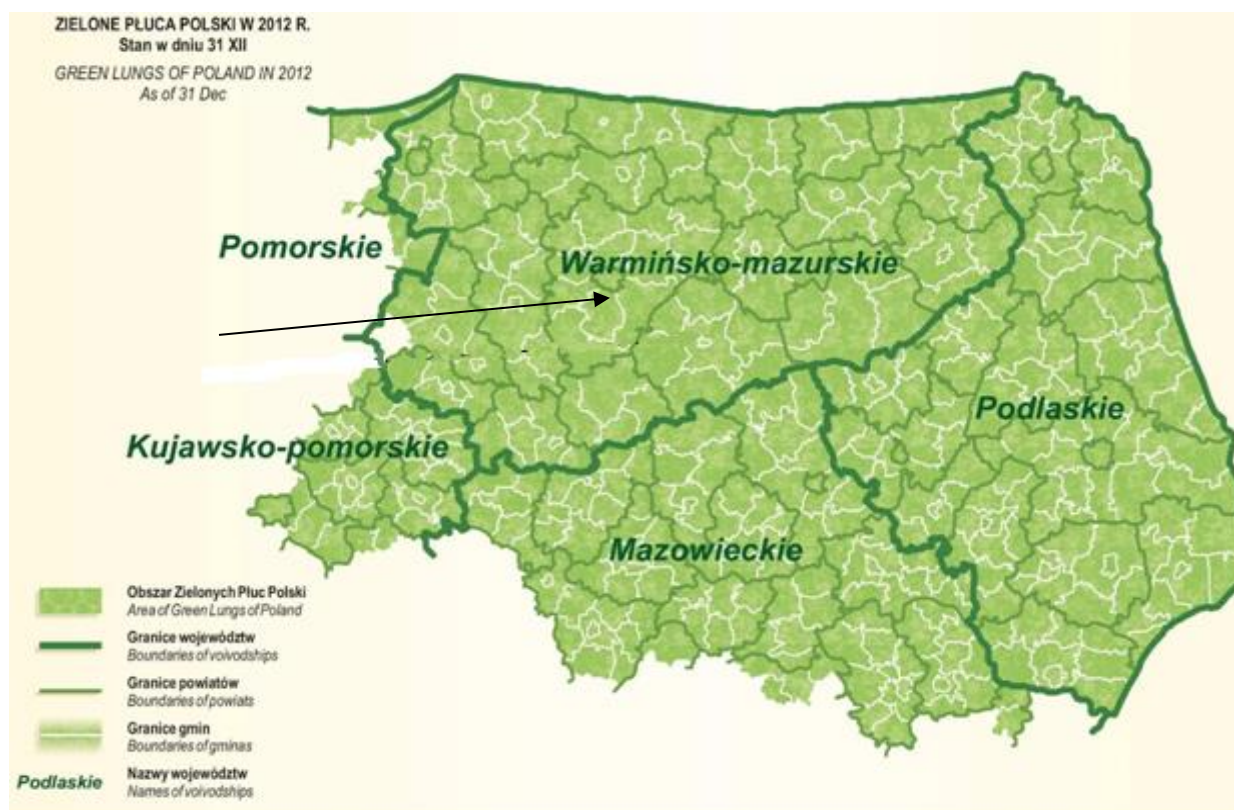 ZIELONE PŁUCA POLSKI W 2012 R.
Stan w dniu 31 XII
GREEN LUNGS OF POLAND IN 2012
As of 31 Dec
Pomorskie
Warmińsko-mazurskie
Podlaskie
Kujawsko-pomorskie
Mazowieckie
Obszar Zielonych Płuc Polski
Area of Green Lungs of Poland
Granice województw
Boundaries of voivodships
Granice powiatów
Boundaries of powiats
Granice gmin
Boundaries of gminas
Podlaskie
Nazwy województw
Names of voivodships